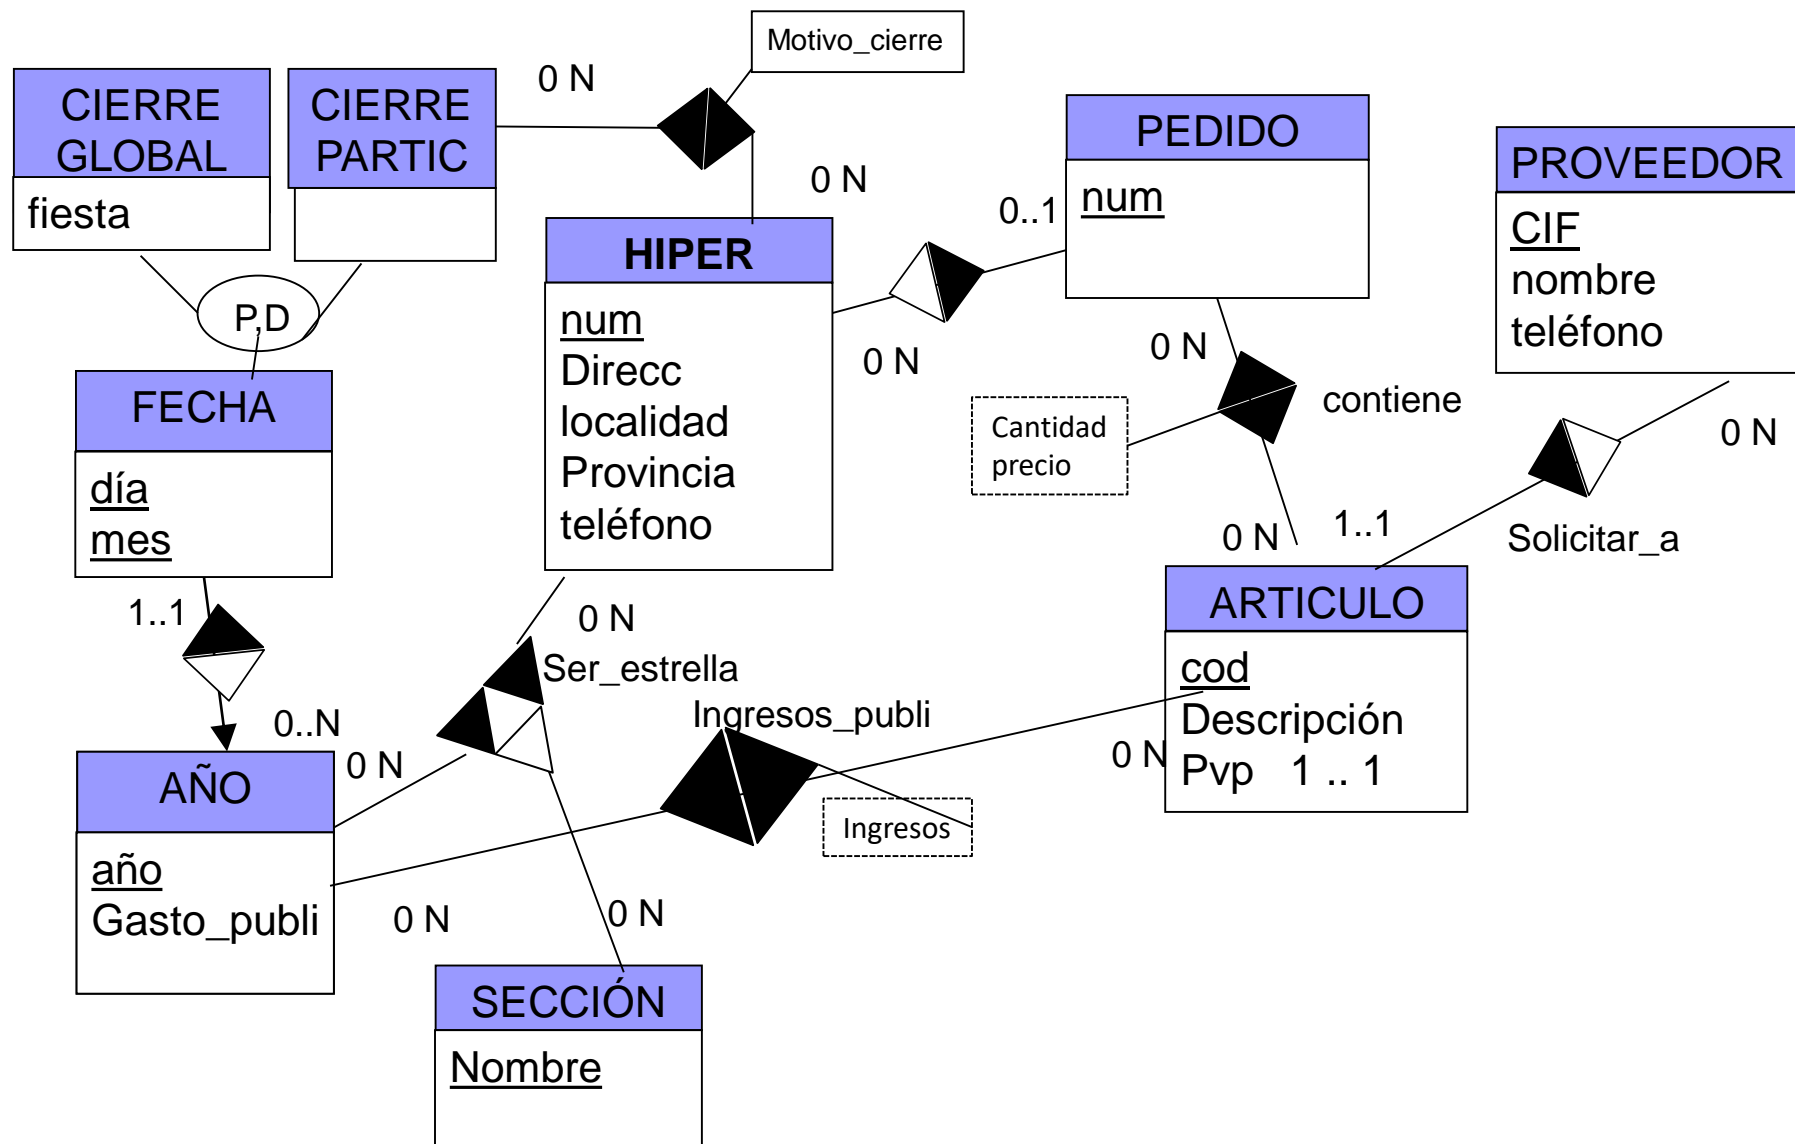 Motivo_cierre
CIERRE
GLOBAL
fiesta
CIERRE
PARTIC
0 N
0 N
PEDIDO
num
0..1
PROVEEDOR
CIF
nombre
teléfono
HIPER
num
Direcc
localidad
Provincia
teléfono
P,D
0 N
0 N
FECHA
día
mes
Cantidad
precio
contiene
0 N
1..1
0 N
Solicitar_a
1..1
0 N
Ser_estrella
ARTICULO
cod
Descripción
Pvp 1 .. 1
Ingresos_publi
0..N
0 N
0 N
AÑO
año
Gasto_publi
Ingresos
0 N
0 N
SECCIÓN
Nombre